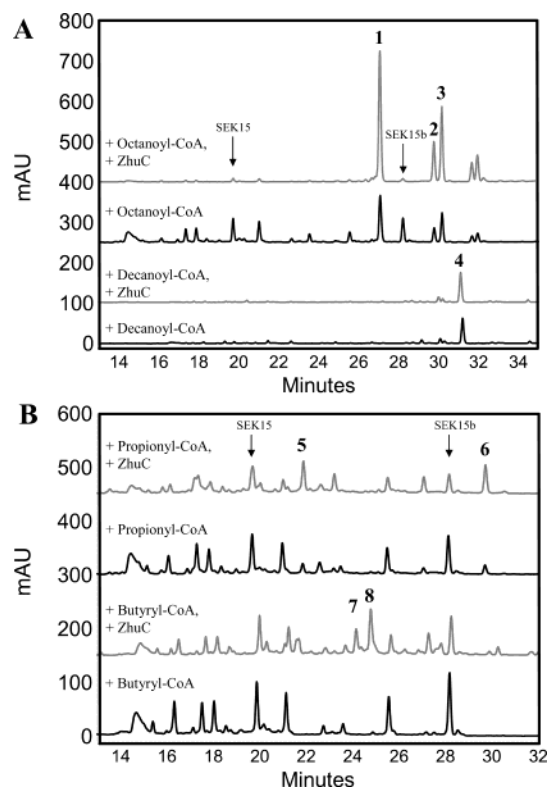 A
800
1
700
600
3
SEK15
SEK15b
2
500
+ Octanoyl-CoA,
+ ZhuC
400
+ Octanoyl-CoA
300
mAU
4
200
+ Decanoyl-CoA,
+ ZhuC
100
+ Decanoyl-CoA
0
14 16 18 20 22 24 26 28 30 32 34
Minutes
B
600
SEK15
SEK15b
5
6
+ Propionyl-CoA,
+ ZhuC
500
400
+ Propionyl-CoA
300
mAU
7 8
+ Butyryl-CoA,
+ ZhuC
200
100
+ Butyryl-CoA
0
14 16 18 20 22 24 26 28 30 32
Minutes